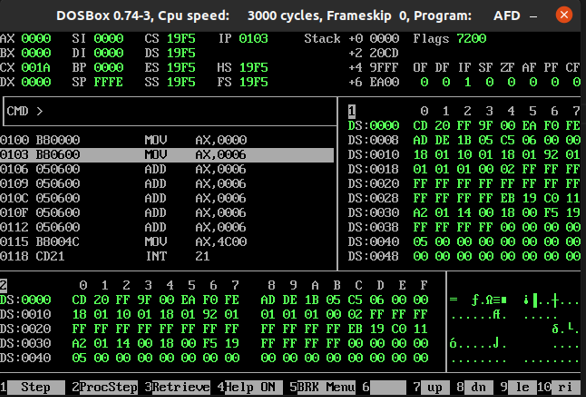 DOSBox 0.74-3, Cpu speed: 3000 cycles, Frameskip 0, Program: AFD
AX 0000 SI 0000 CS 19F5 IP 0103 Stack +0 0000 Flags 7200
BX 0000 DI 0000 DS 19F5 +2 20CD
CX 001A BP 0000 ES 19F5 HS 19F5 +4 9FFF OF DF IF SF ZF AF PF CF
DX 0000 SP FFFE SS 19F5 FS 19F5 +6 EA00 0 0 1 0 0 0 0 0
CMD >
0100 B80000 MOV AX,0000
0103 B80600 MOV AX,0006
0106 050600 ADD AX,0006
0109 050600 ADD AX,0006
010C 050600 ADD AX,0006
010F 050600 ADD AX,0006
0112 050600 ADD AX,0006
0115 B8004C MOV AX,4C00
0118 CD21 INT 21
1 0 1 2 3 4 5 6 7
DS:0000 CD 20 FF 9F 00 EA F0 FE
DS:0008 AD DE 1B 05 C5 06 00 00
DS:0010 18 01 10 01 18 01 92 01
DS:0018 01 01 01 00 02 FF FF FF
DS:0020 FF FF FF FF FF FF FF FF
DS:0028 FF FF FF FF EB 19 C0 11
DS:0030 A2 01 14 00 18 00 F5 19
DS:0038 FF FF FF FF 00 00 00 00
DS:0040 05 00 00 00 00 00 00 00
DS:0048 00 00 00 00 00 00 00 00
2 0 1 2 3 4 5 6 7 8 9 A B C D E F
DS:0000 CD 20 FF 9F 00 EA F0 FE AD DE 1B 05 C5 06 00 00
DS:0010 18 01 10 01 18 01 92 01 01 01 01 00 02 FF FF FF
DS:0020 FF FF FF FF FF FF FF FF FF FF FF FF EB 19 C0 11
DS:0030 A2 01 14 00 18 00 F5 19 FF FF FF FF 00 00 00 00
DS:0040 05 00 00 00 00 00 00 00 00 00 00 00 00 00 00 00
1 Step 2ProcStep 3Retrieve 4Help ON 5BRK Menu 6 7 up 8 dn 9 le 10 ri